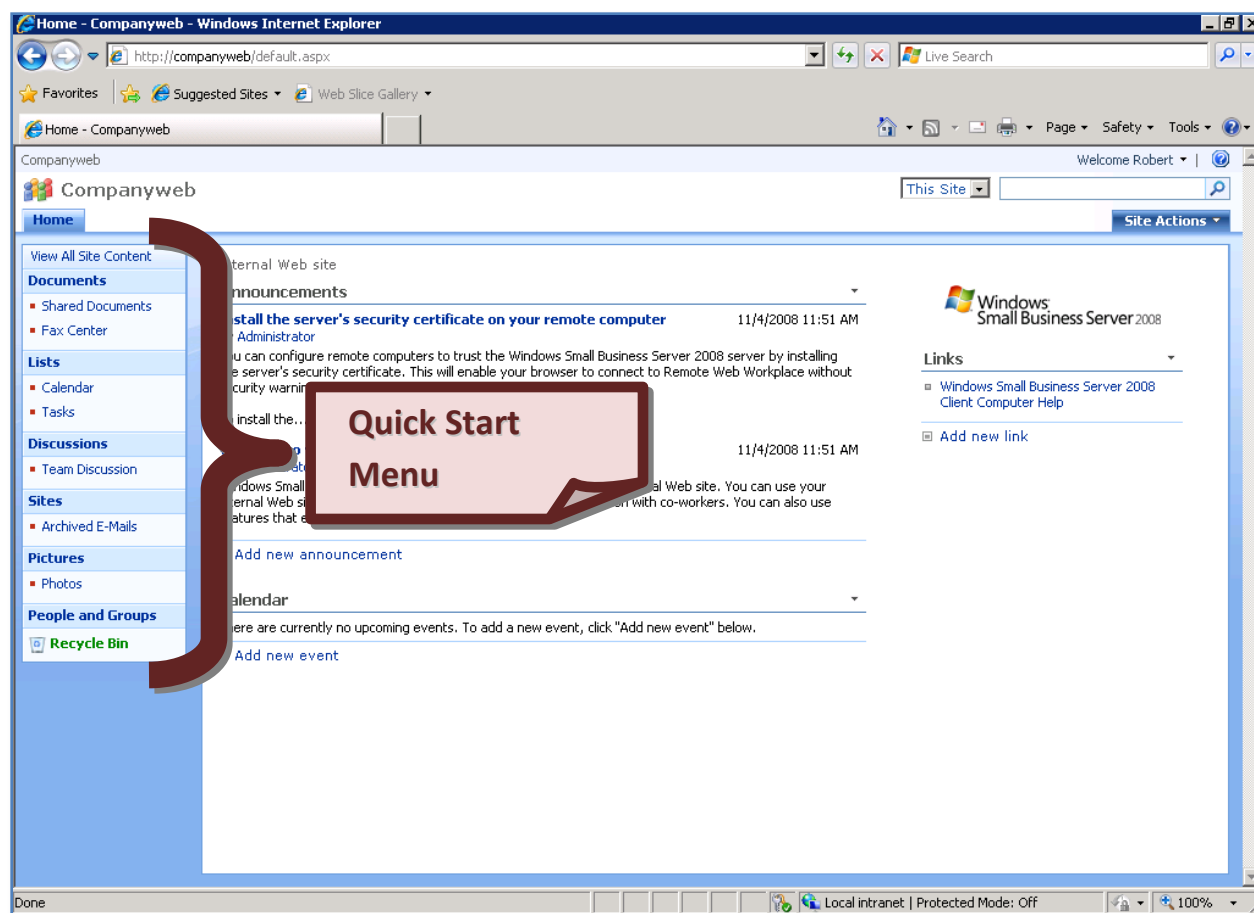 Home - Companyweb - Windows Internet Explorer
http://companyweb/default.aspx
Live Search
Favorites Suggested Sites Web Slice Gallery
Home - Companyweb
Page Safety Tools
Companyweb
Welcome Robert
Companyweb
This Site
Home
Site Actions
View All Site Content
Documents
Shared Documents
Fax Center
Lists
Calendar
Tasks
Discussions
Team Discussion
Sites
Archived E-Mails
Pictures
Photos
People and Groups
Recycle Bin
ternal Web site
nnouncements
stall the server's security certificate on your remote computer 11/4/2008 11:51 AM
Administrator
u can configure remote computers to trust the Windows Small Business Server 2008 server by installing
e server's security certificate. This will enable your browser to connect to Remote Web Workplace without
curity warnin
install the...
11/4/2008 11:51 AM
dows Small al Web site. You can use your
ernal Web si on with co-workers. You can also use
atures that e
Add new announcement
alendar
ere are currently no upcoming events. To add a new event, click "Add new event" below.
Add new event
Quick Start
Menu
Windows
Small Business Server 2008
Links
Windows Small Business Server 2008
Client Computer Help
Add new link
Done
Local intranet | Protected Mode: Off
100%